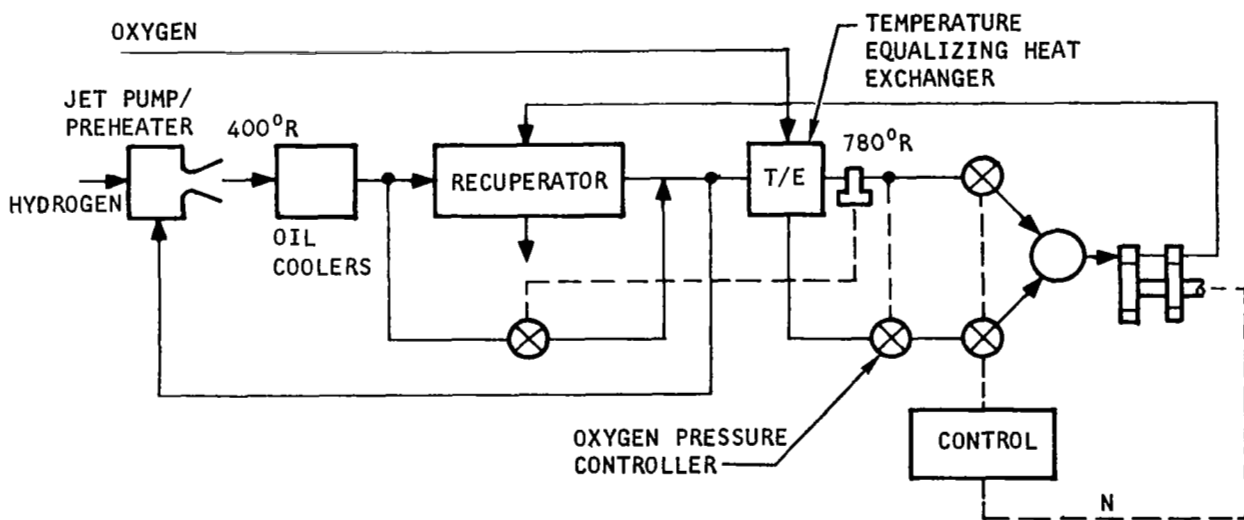 OXYGEN
TEMPERATURE
EQUALIZING HEAT
EXCHANGER
JET PUMP/
PREHEATER
400°R
780°R
HYDROGEN
RECUPERATOR
T/E
OIL
COOLERS
OXYGEN PRESSURE
CONTROLLER
CONTROL
N